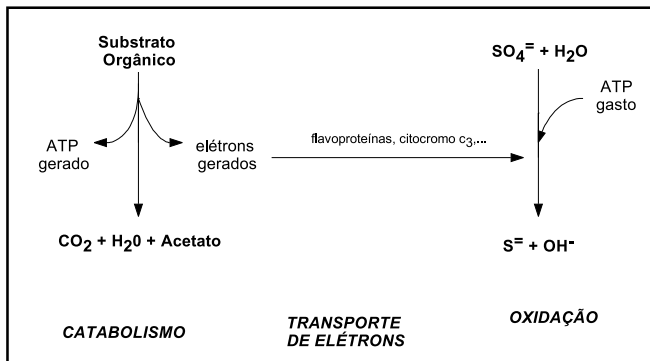 Substrato
Orgânico
SO4= + H2O
ATP
gasto
ATP
gerado
elétrons
gerados
flavoproteínas, citocromo c3,...
CO2 + H20 + Acetato
S= + OH-
CATABOLISMO
TRANSPORTE
DE ELÉTRONS
OXIDAÇÃO